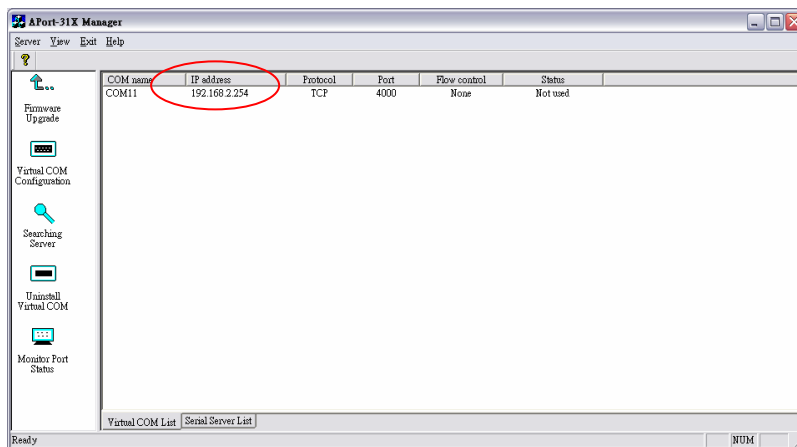 APort-31X Manager
Server View Exit Help
COM name IP address Protocol Port Flow control Status
COM11 192.168.2.254 TCP 4000 None Not used
Firmware
Upgrade
Virtual COM
Configuration
Searching
Server
Uninstall
Virtual COM
Monitor Port
Status
Virtual COM List Serial Server List
Ready NUM